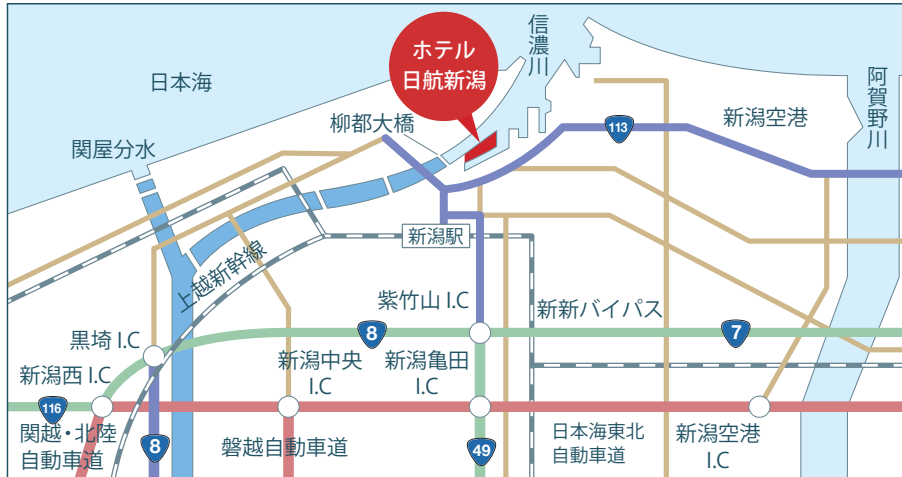 ホテル
日航新潟
信濃川
日本海
阿賀野川
柳都大橋
113
新潟空港
関屋分水
新潟駅
上越新幹線
紫竹山 I.C
新新バイパス
黒埼 I.C
8
7
新潟西 I.C
新潟中央
I.C
新潟亀田
I.C
116
関越・北陸
自動車道
8
磐越自動車道
49
日本海東北
自動車道
新潟空港
I.C